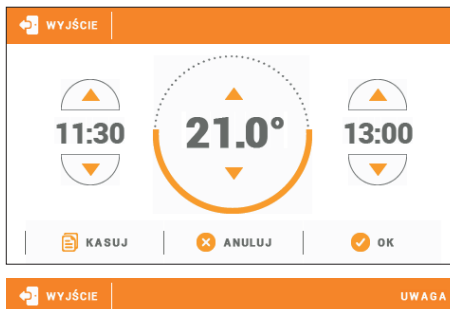 WYJŚCIE
11:30 21.0° 13:00
KASUJ ANULUJ OK
WYJŚCIE UWAGA